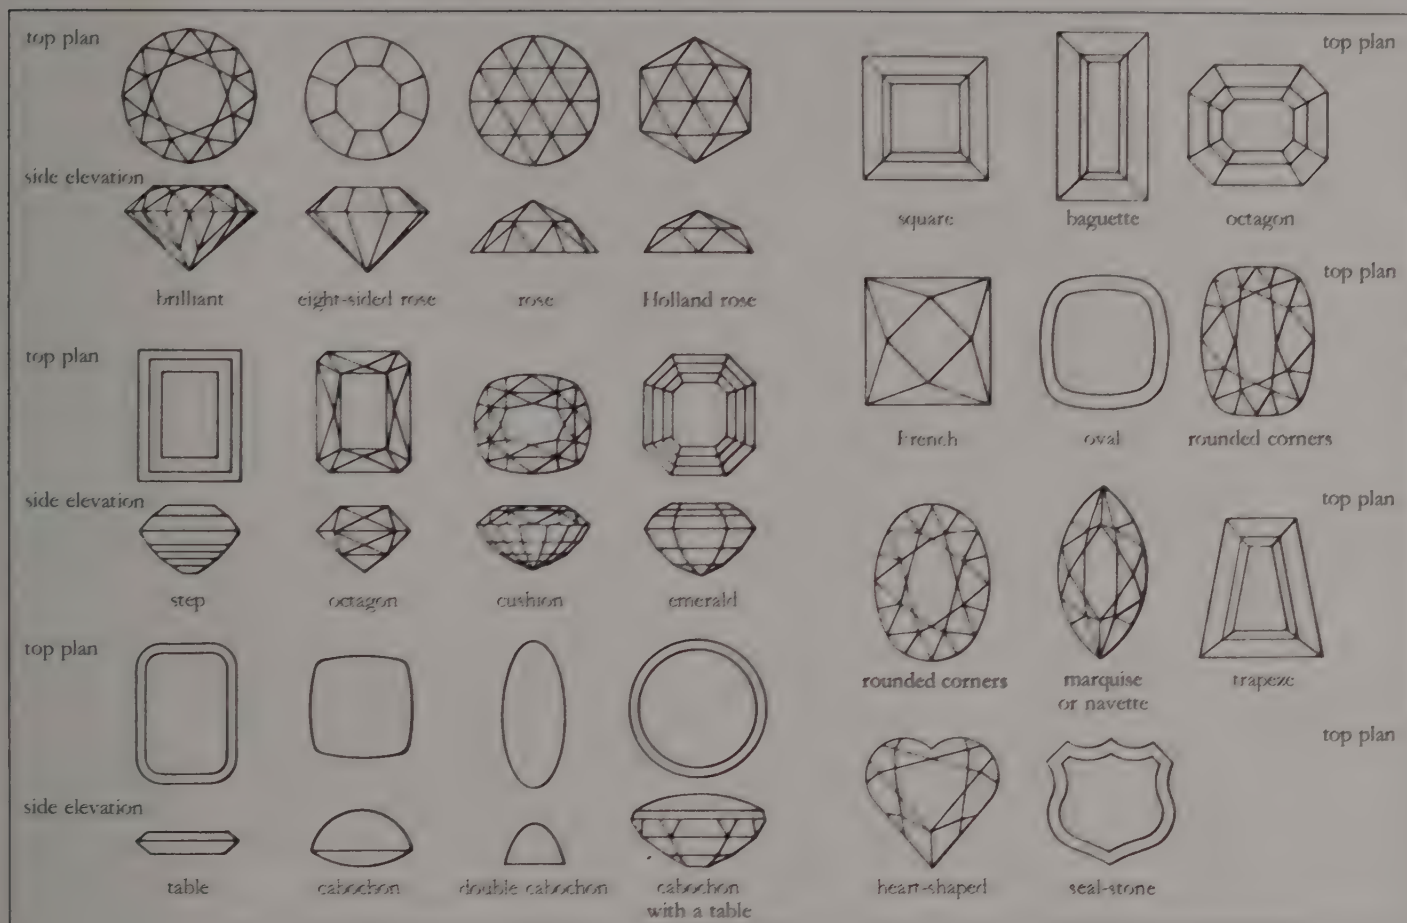 top plan
side elevation
brilliant
eight-sided rose
rose
Holland rose
top plan
side elevation
step
octagon
cushion
emerald
top plan
side elevation
table
cabochon
double cabochon
cabochon
with a table
top plan
square
baguette
octagon
top plan
French
oval
rounded corners
top plan
rounded corners
marquise
or navette
trapeze
top plan
heart-shaped
seal-stone